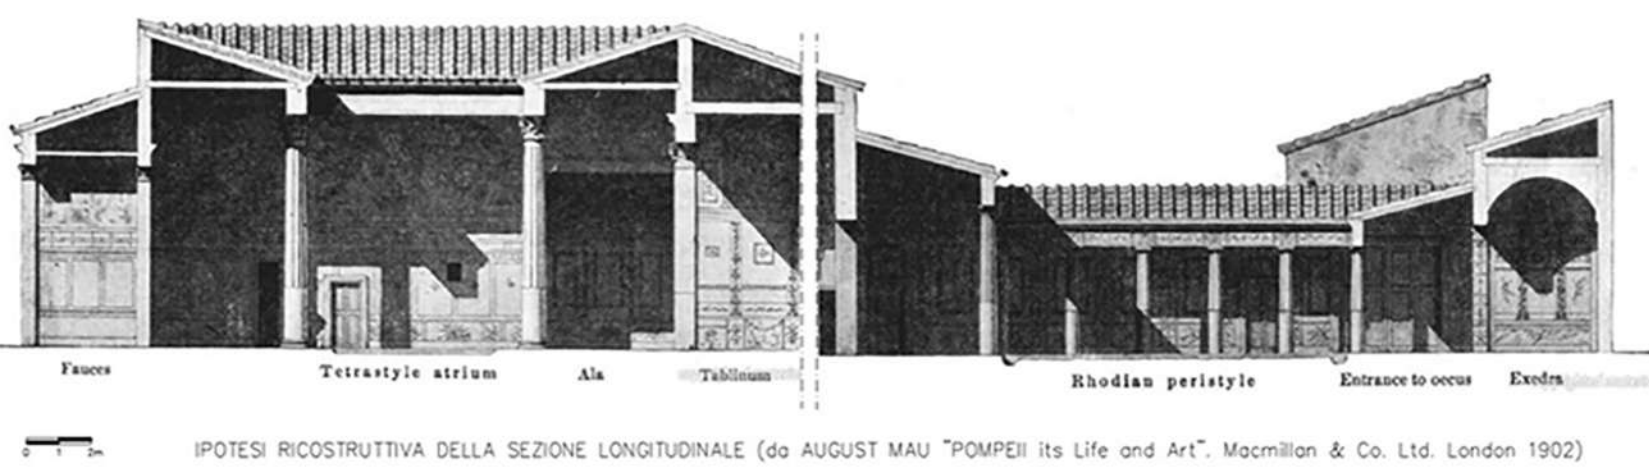 Fauces
Tetrastyle atrium
Ala
Tablinum
Rhodian peristyle
Entrance to oecus
Exedra
0 1 2m
IPOTESI RICOSTRUTTIVA DELLA SEZIONE LONGITUDINALE (da AUGUST MAU "POMPEII its Life and Art". Macmillan & Co. Ltd. London 1902)